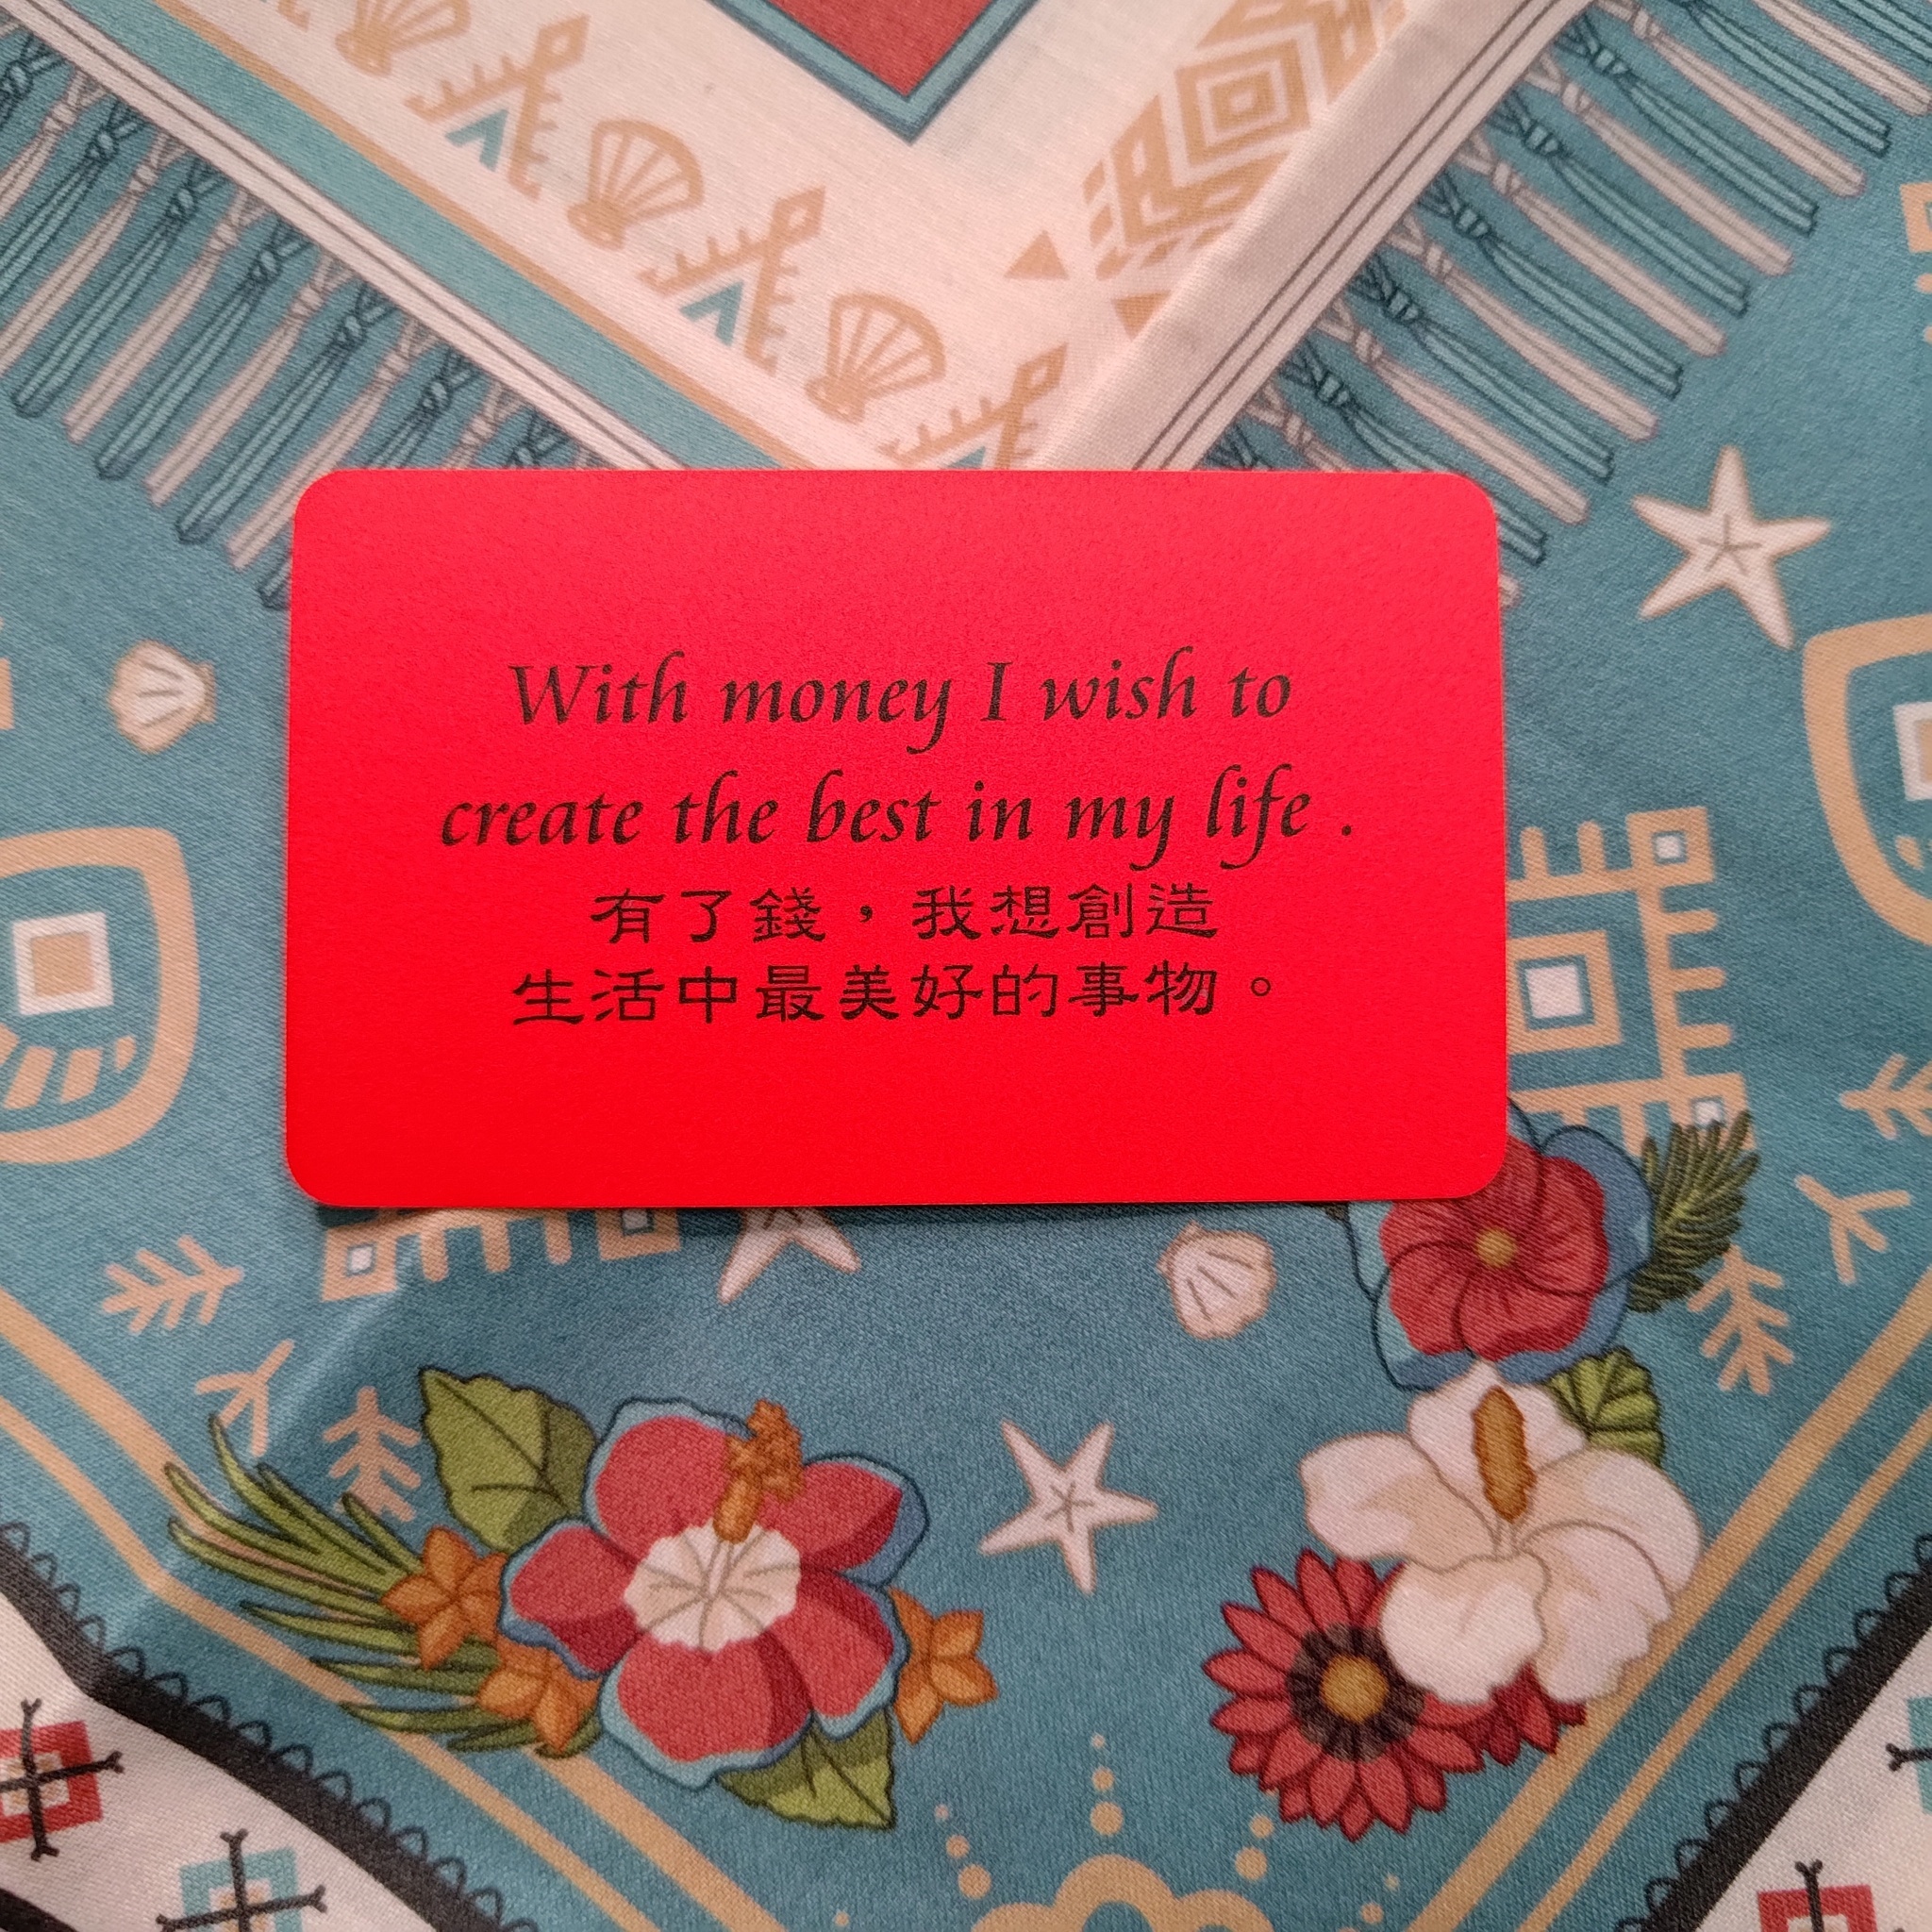 With money I wish to
create the best in my life .
有了錢，我想創造
生活中最美好的事物。